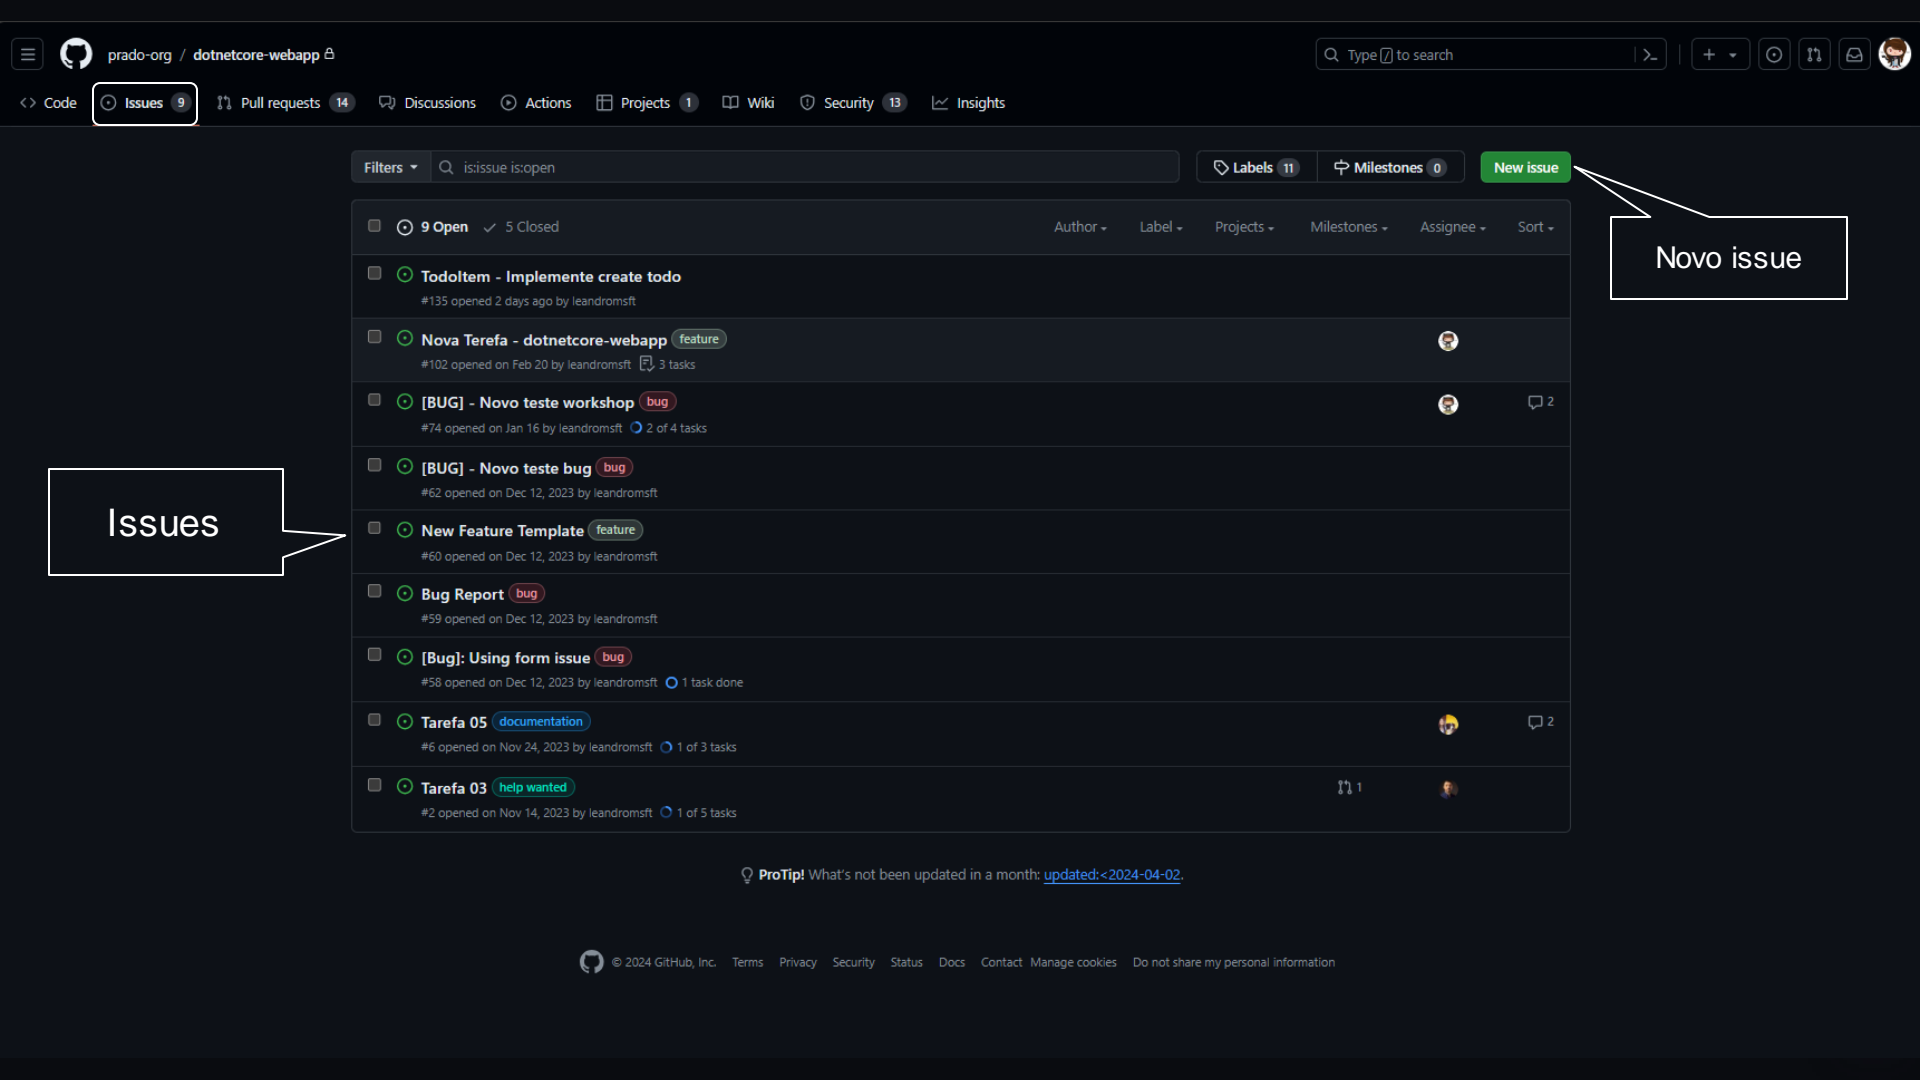 prado-org / dotnetcore-webapp
Type / to search
Code Issues 9 Pull requests 14 Discussions Actions Projects 1 Wiki Security 13 Insights
Filters is:issue is:open Labels 11 Milestones 0 New issue
Novo issue
9 Open 5 Closed Author Label Projects Milestones Assignee Sort
TodoItem - Implemente create todo
#135 opened 2 days ago by leandromsft
Nova Terefa - dotnetcore-webapp feature
#102 opened on Feb 20 by leandromsft 3 tasks
[BUG] - Novo teste workshop bug 2
#74 opened on Jan 16 by leandromsft 2 of 4 tasks
[BUG] - Novo teste bug bug
#62 opened on Dec 12, 2023 by leandromsft
Issues
New Feature Template feature
#60 opened on Dec 12, 2023 by leandromsft
Bug Report bug
#59 opened on Dec 12, 2023 by leandromsft
[Bug]: Using form issue bug
#58 opened on Dec 12, 2023 by leandromsft 1 task done
Tarefa 05 documentation 2
#6 opened on Nov 24, 2023 by leandromsft 1 of 3 tasks
Tarefa 03 help wanted 1
#2 opened on Nov 14, 2023 by leandromsft 1 of 5 tasks
ProTip! What's not been updated in a month: updated:<2024-04-02.
© 2024 GitHub, Inc. Terms Privacy Security Status Docs Contact Manage cookies Do not share my personal information